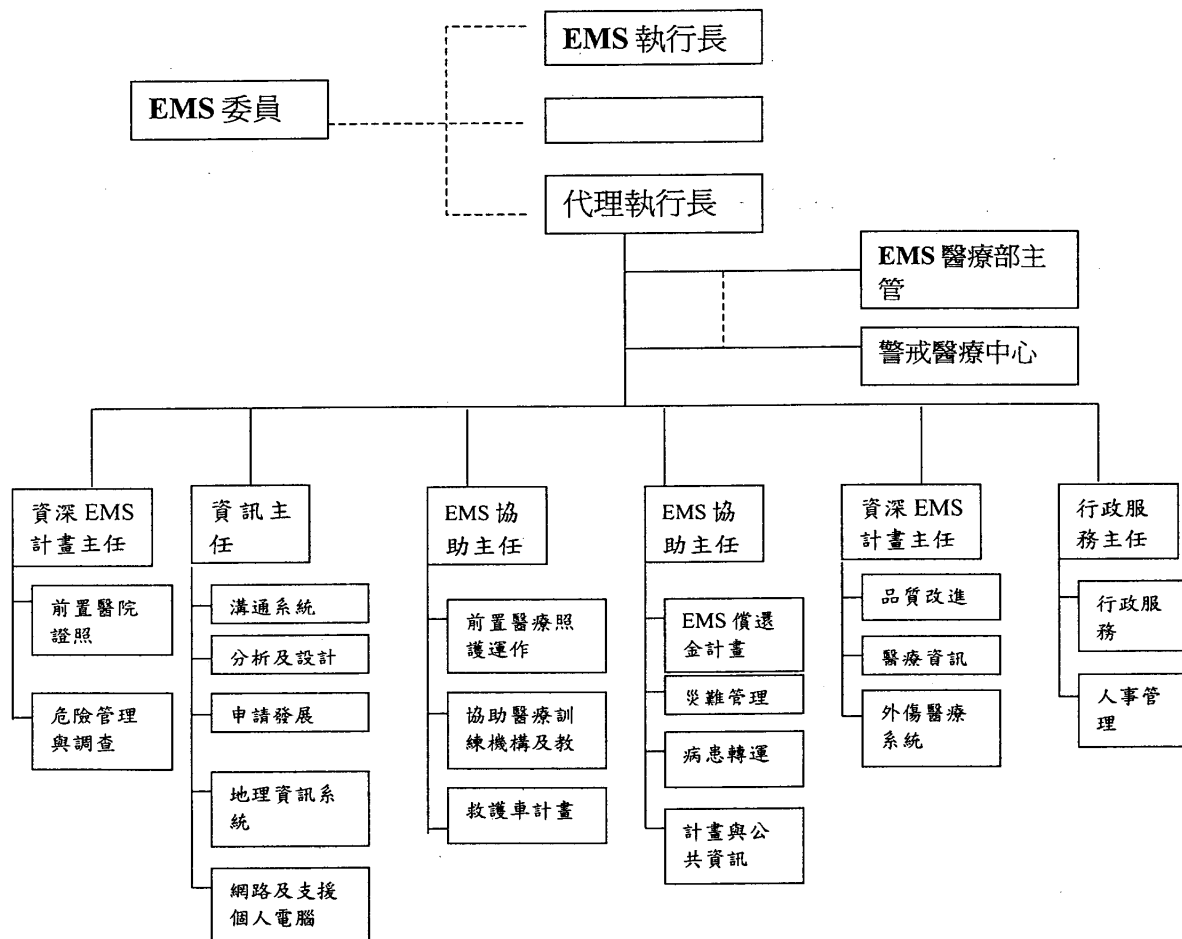 EMS 執行長
EMS 委員
代理執行長
EMS 醫療部主
管
警戒醫療中心
資深 EMS
計畫主任
前置醫院
證照
危險管理
與調查
資訊主
任
溝通系統
分析及設計
申請發展
地理資訊系
統
網路及支援
個人電腦
EMS 協
助主任
前置醫療照
護運作
協助醫療訓
練機構及教
救護車計畫
EMS 協
助主任
EMS 償還
金計畫
災難管理
病患轉運
計畫與公
共資訊
資深 EMS
計畫主任
品質改進
醫療資訊
外傷醫療
系統
行政服
務主任
行政服
務
人事管
理